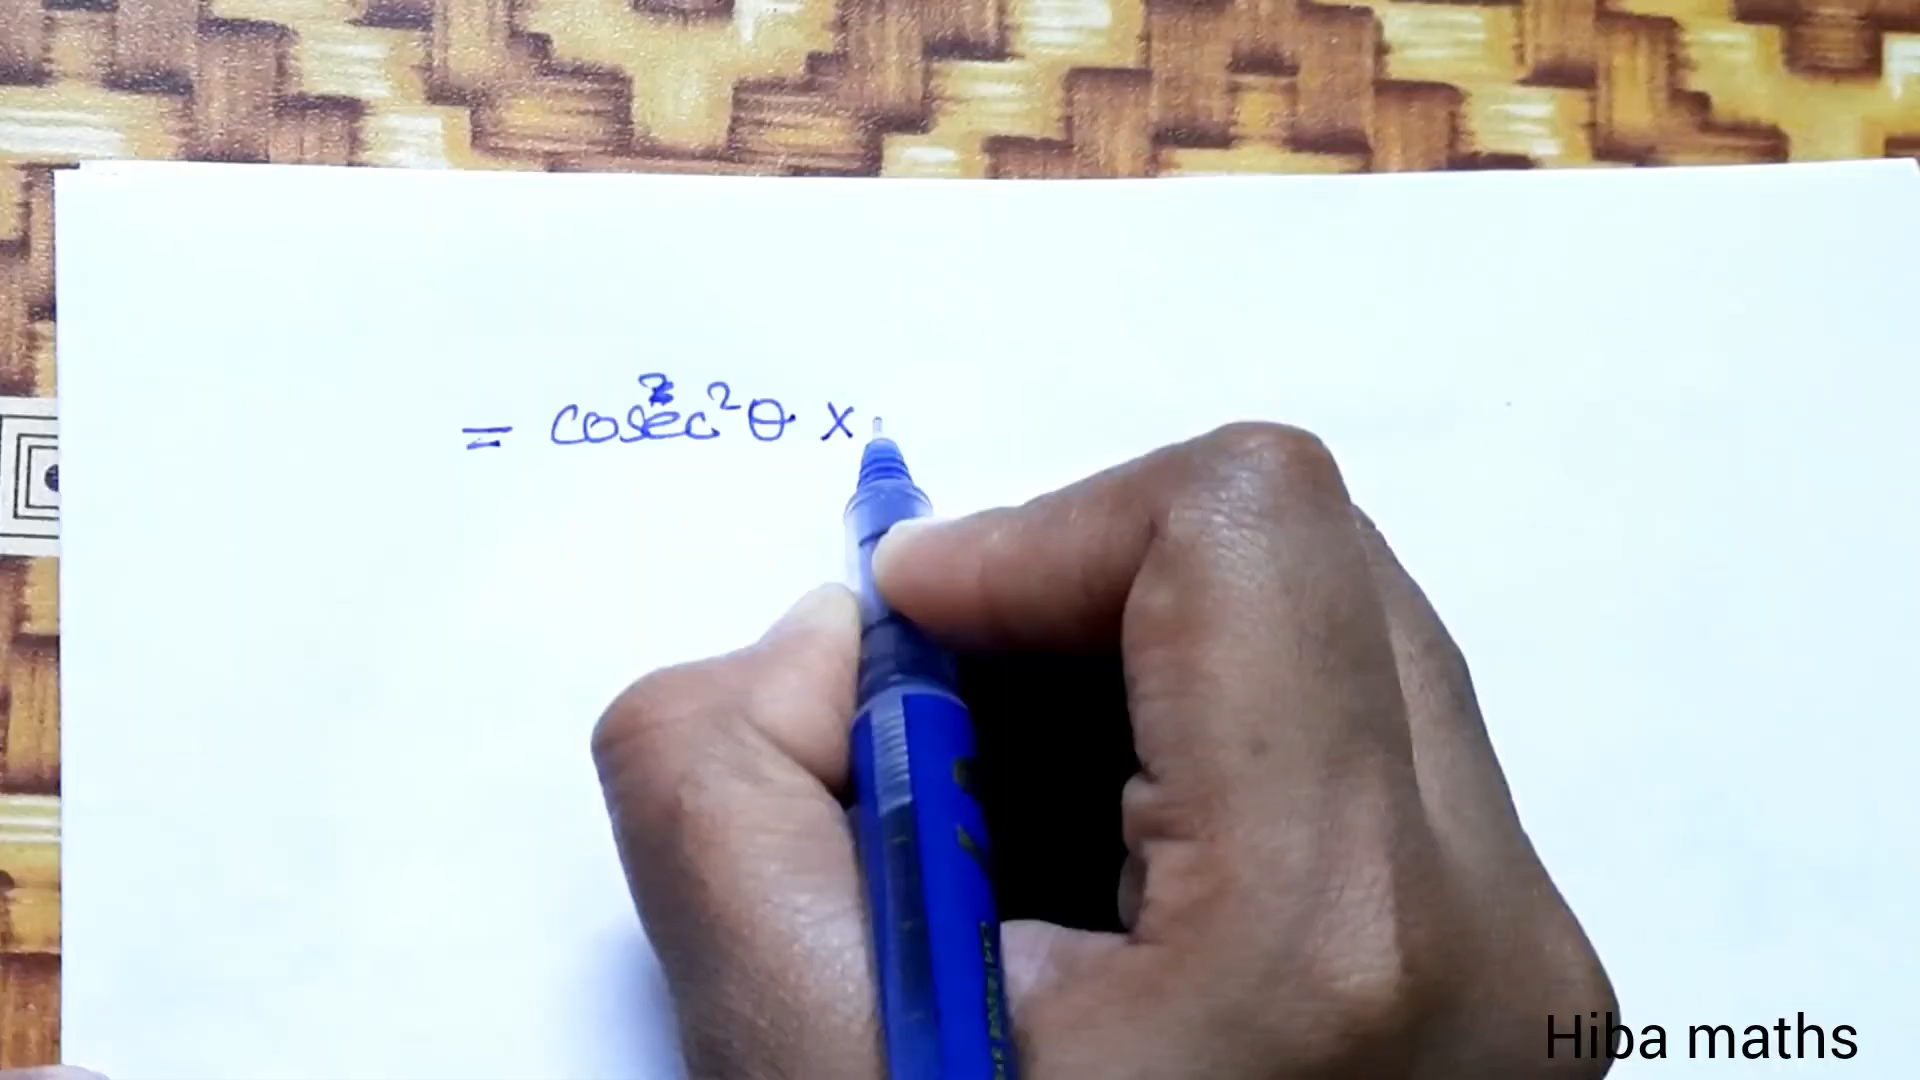 = cosec²θ ×
Hiba maths